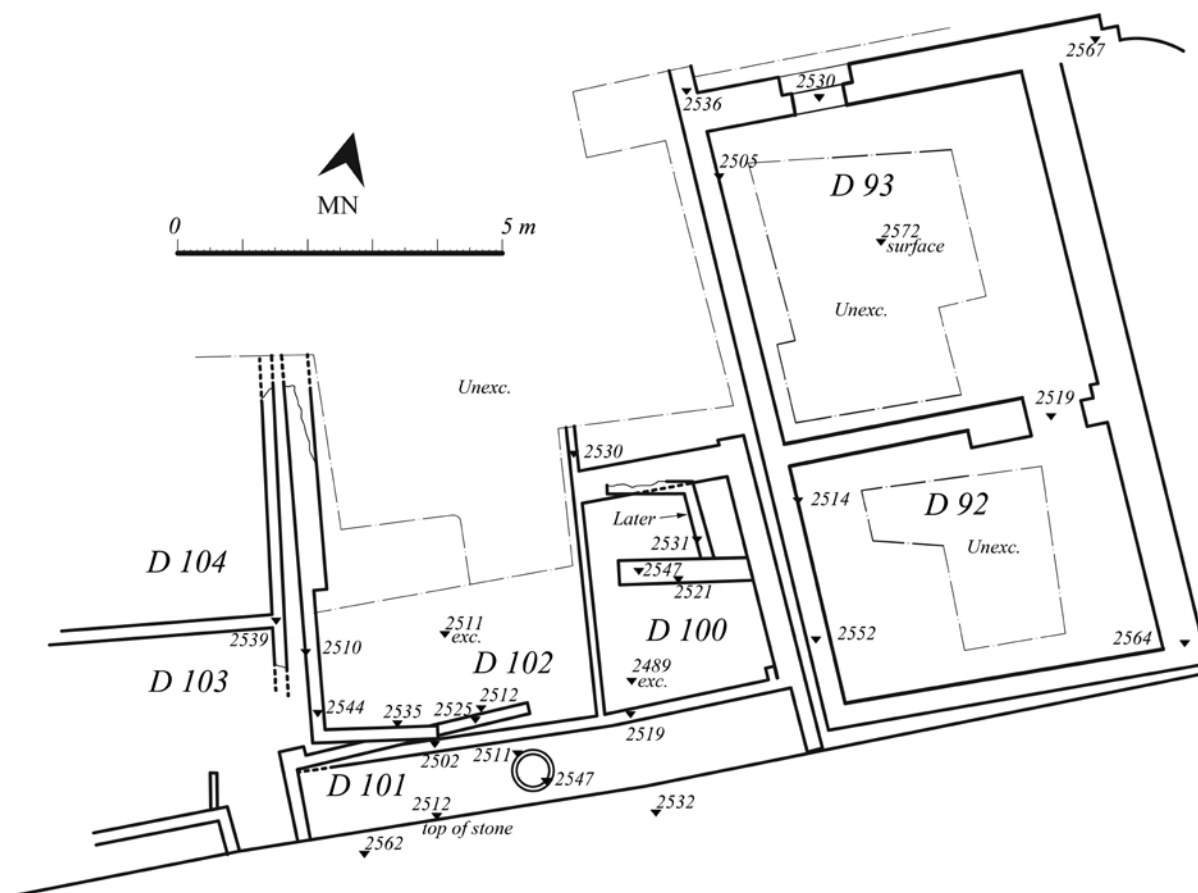 2567
2530
2536
2505
D 93
MN
0
5 m
2572
surface
Unexc.
Unexc.
2519
2530
2514
D 92
Later
Unexc.
2531
D 104
2547
2521
2539
2511
exc.
D 100
2552
2564
2510
D 102
2489
exc.
D 103
2544
2535
2525
2512
2519
2502
2511
D 101
2547
2512
top of stone
2532
2562